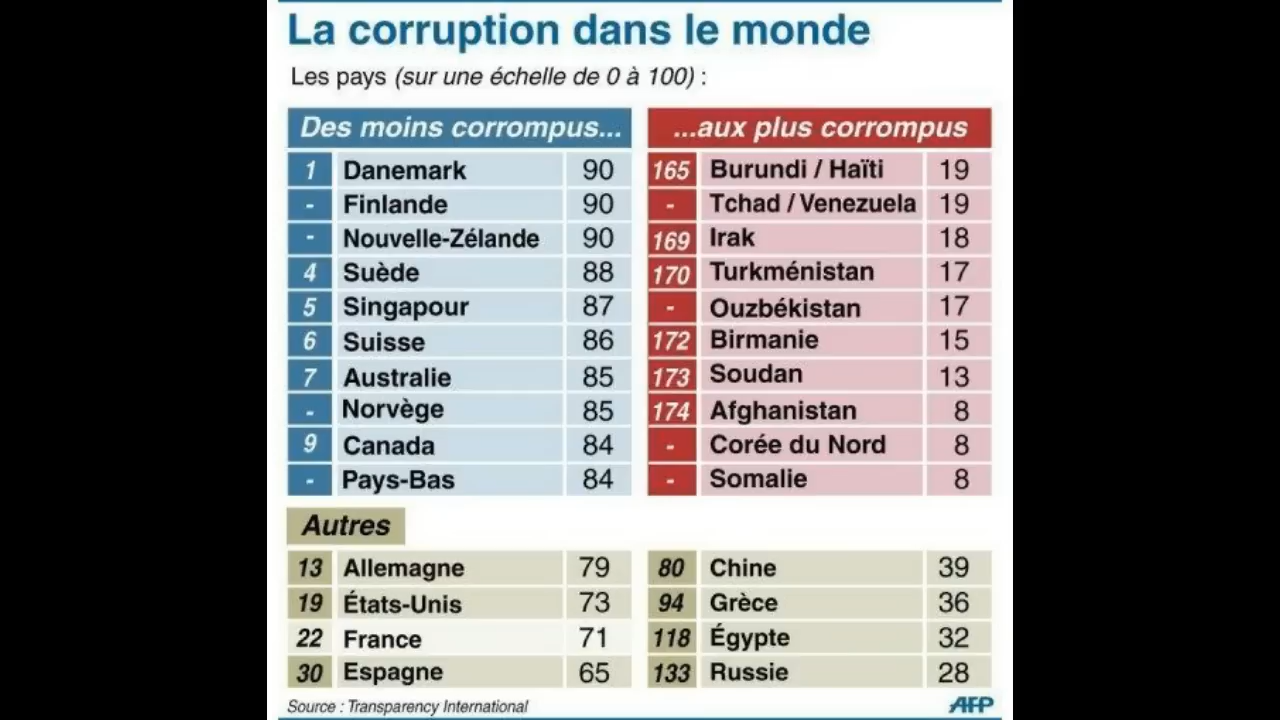 La corruption dans le monde
Les pays (sur une échelle de 0 à 100) :
Des moins corrompus...
1 Danemark 90
- Finlande 90
- Nouvelle-Zélande 90
4 Suède 88
5 Singapour 87
6 Suisse 86
7 Australie 85
- Norvège 85
9 Canada 84
- Pays-Bas 84
...aux plus corrompus
165 Burundi / Haïti 19
- Tchad / Venezuela 19
169 Irak 18
170 Turkménistan 17
- Ouzbékistan 17
172 Birmanie 15
173 Soudan 13
174 Afghanistan 8
- Corée du Nord 8
- Somalie 8
Autres
13 Allemagne 79
19 États-Unis 73
22 France 71
30 Espagne 65
80 Chine 39
94 Grèce 36
118 Égypte 32
133 Russie 28
Source : Transparency International
AFP